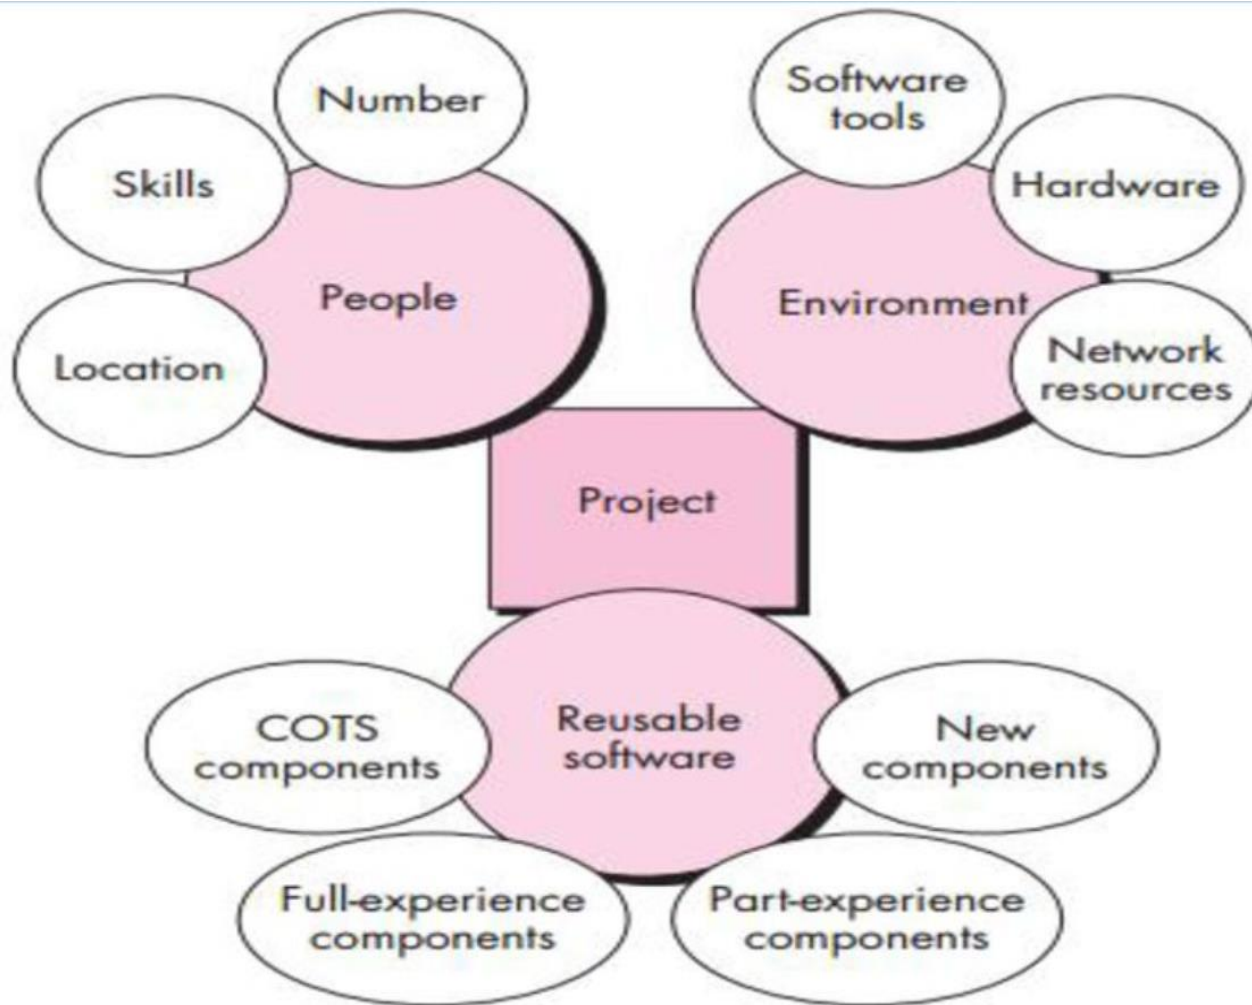 Number
Skills
People
Location
Software
tools
Hardware
Environment
Network
resources
Project
Reusable
software
COTS
components
New
components
Full-experience
components
Part-experience
components